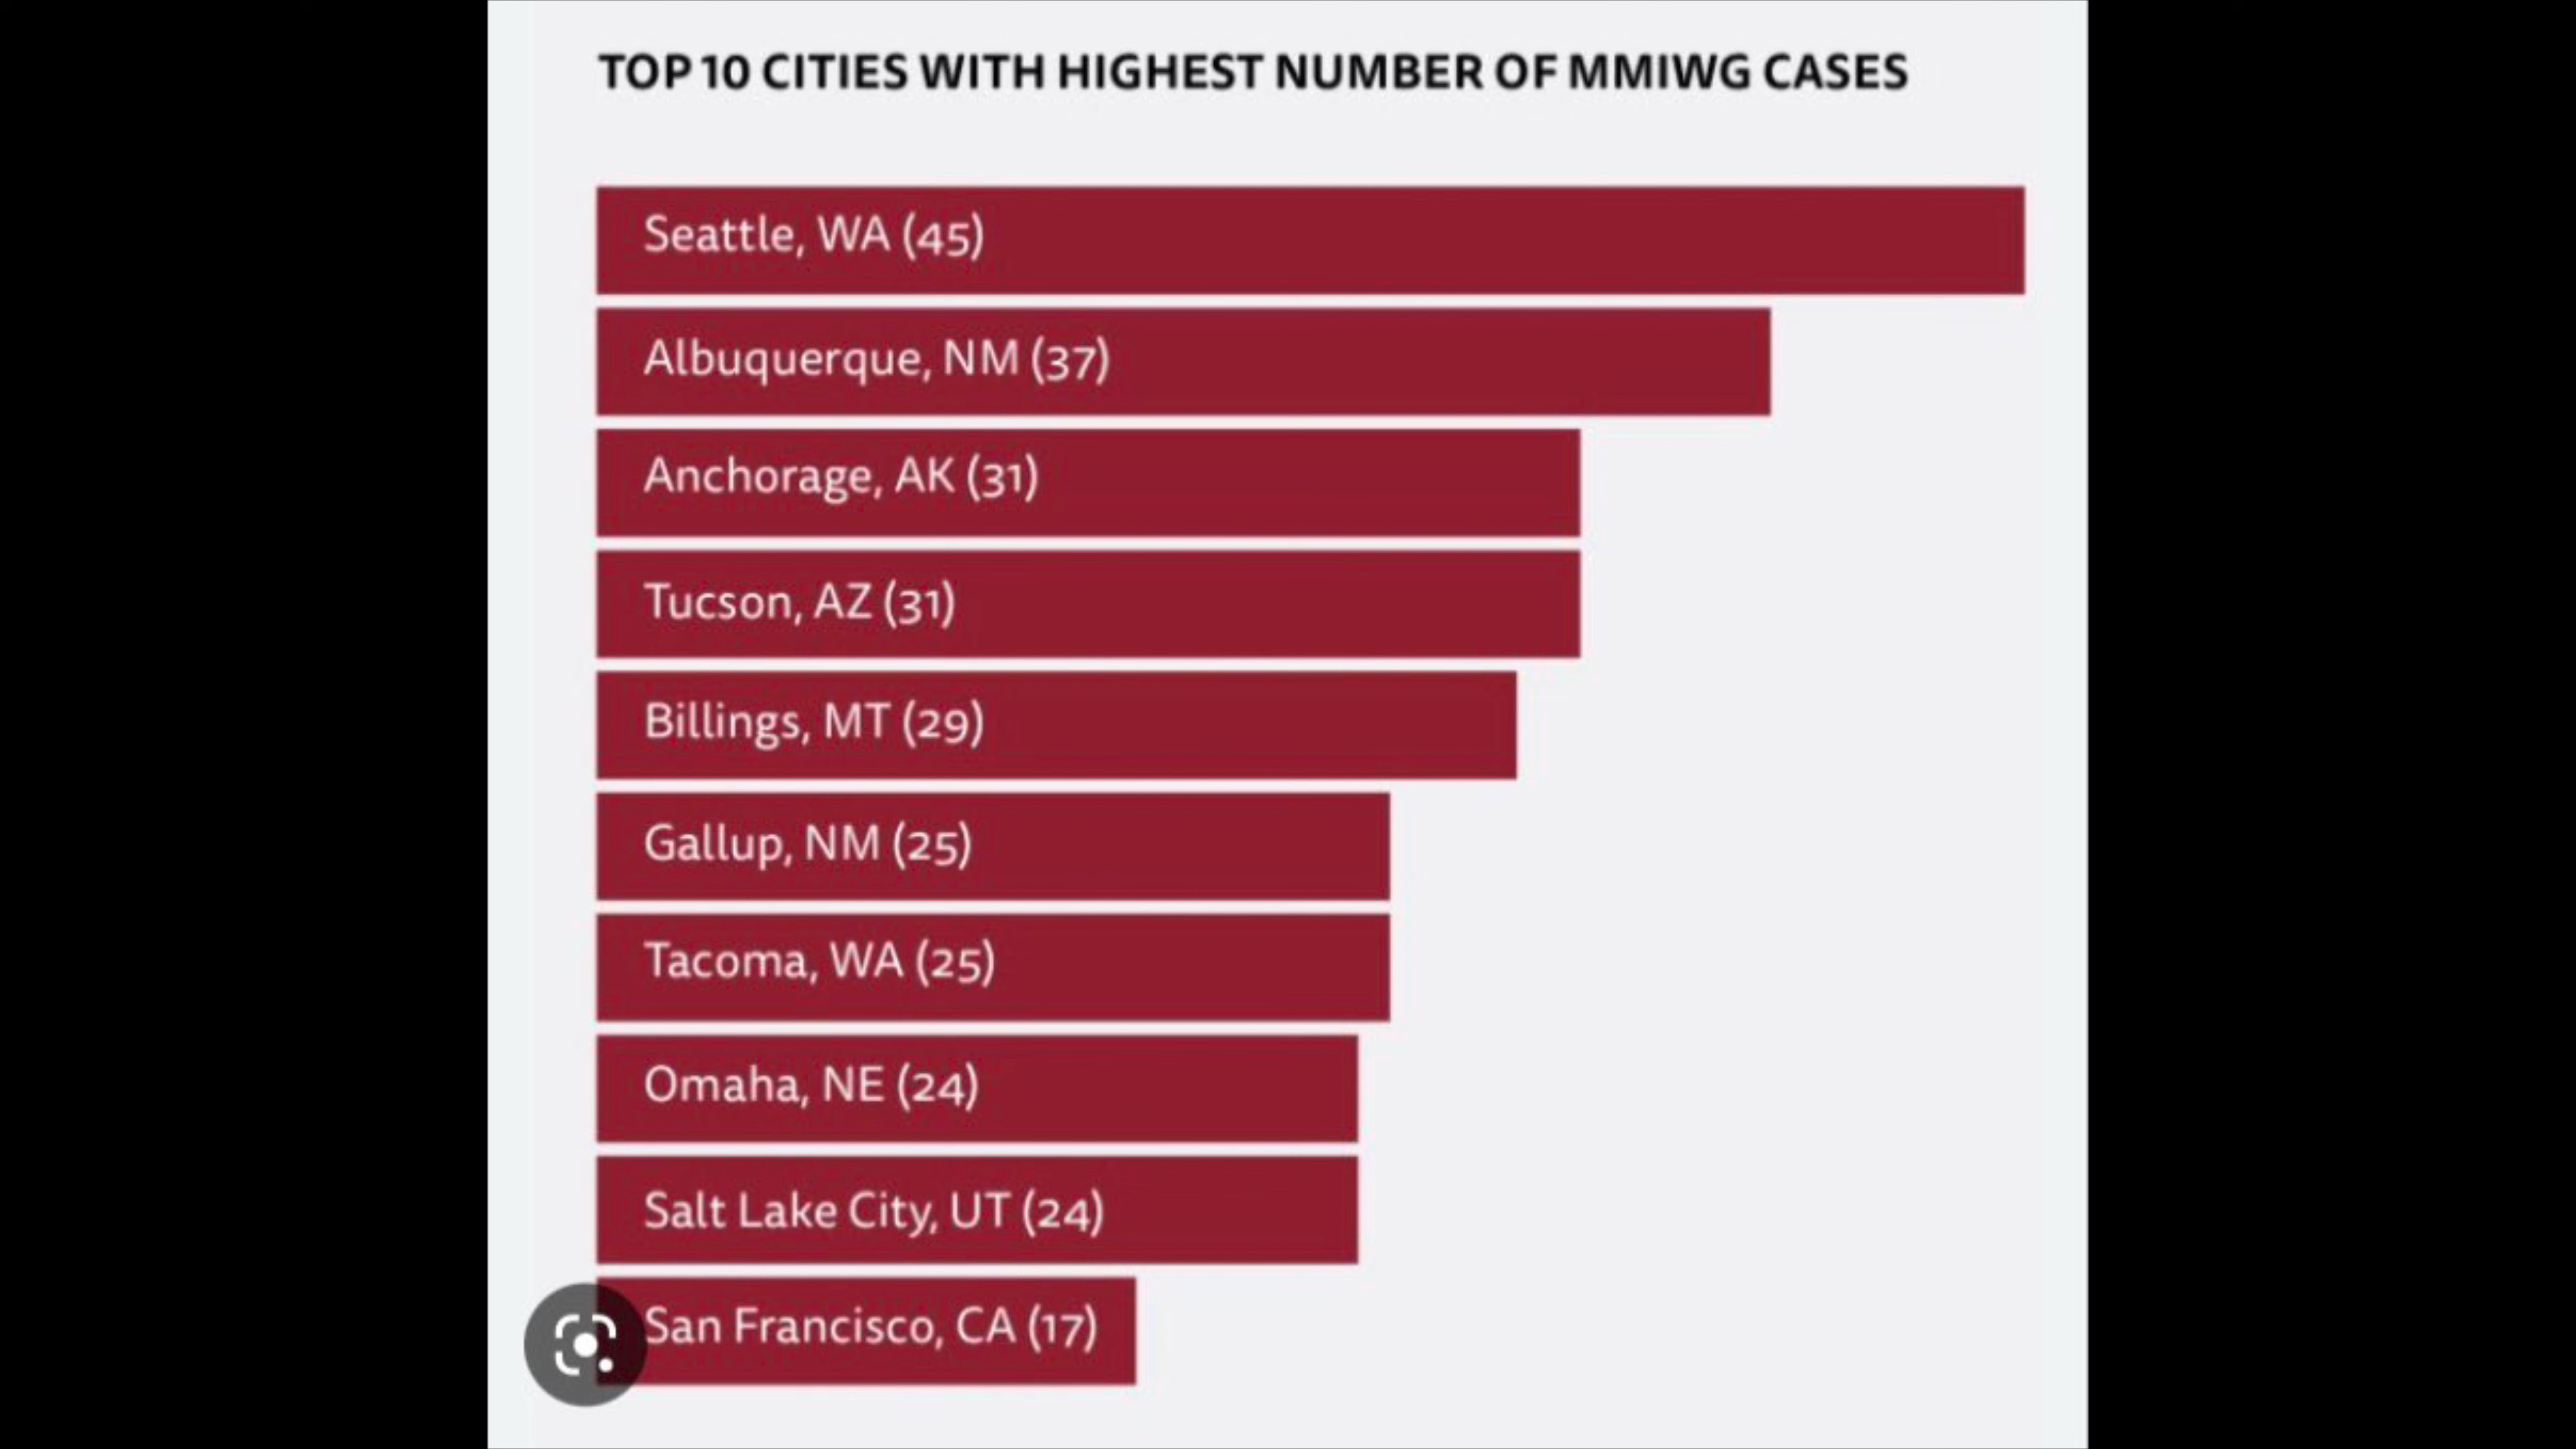 TOP 10 CITIES WITH HIGHEST NUMBER OF MMIWG CASES
Seattle, WA (45)
Albuquerque, NM (37)
Anchorage, AK (31)
Tucson, AZ (31)
Billings, MT (29)
Gallup, NM (25)
Tacoma, WA (25)
Omaha, NE (24)
Salt Lake City, UT (24)
San Francisco, CA (17)